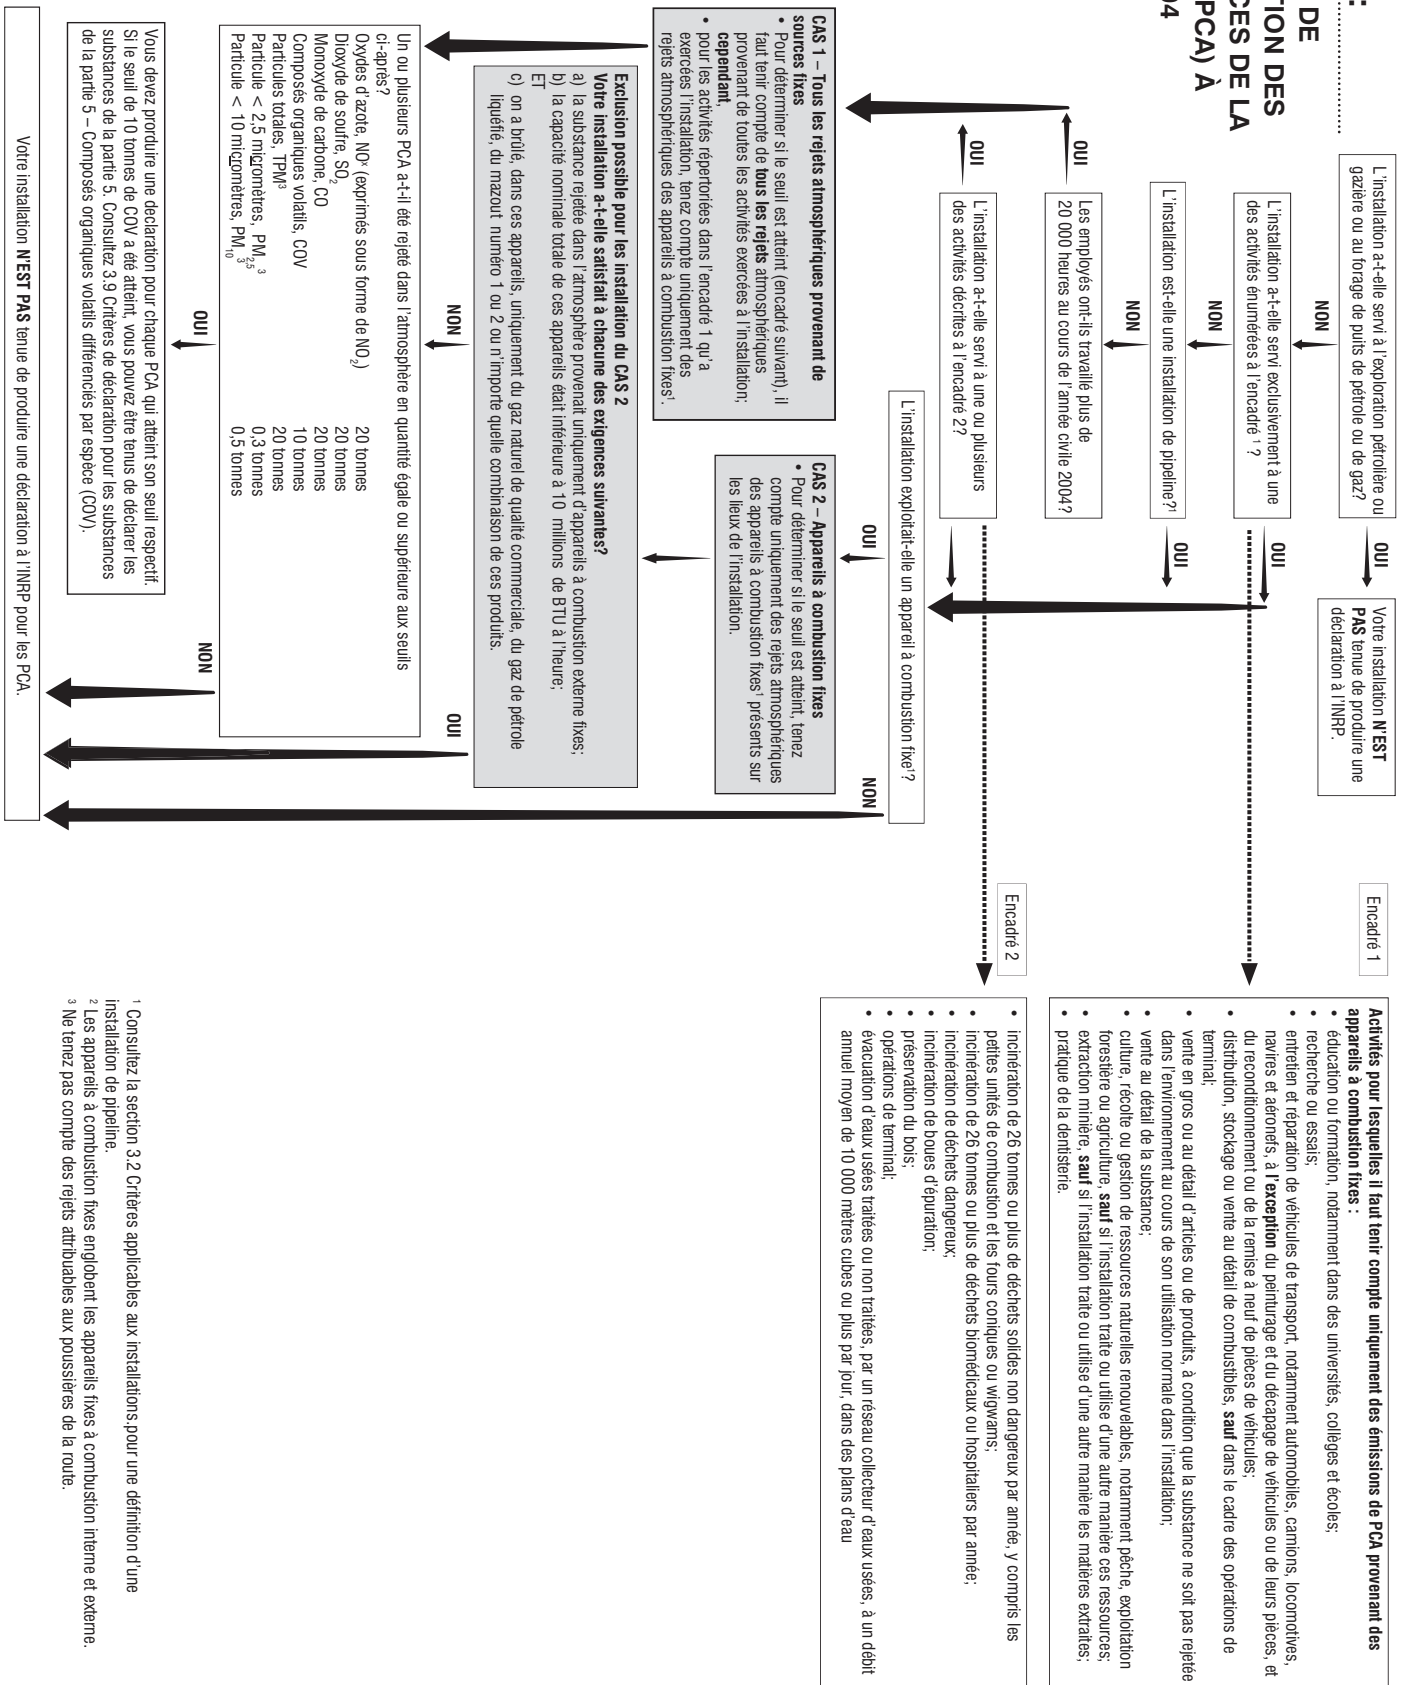 :
DE
TION DES
CES DE LA
PCA) À
04
L'installation a-t-elle servi à l'exploration pétrolière ou
gazière ou au forage de puits de pétrole ou de gaz?
OUI
Votre installation N'EST
PAS tenue de produire une
déclaration à l'INRP.
NON
L'installation a-t-elle servi exclusivement à une
des activités énumérées à l'encadré ¹ ?
OUI
NON
L'installation est-elle une installation de pipeline?¹
OUI
NON
Les employés ont-ils travaillé plus de
20 000 heures au cours de l'année civile 2004?
OUI
NON
L'installation a-t-elle servi à une ou plusieurs
des activités décrites à l'encadré 2?
OUI
L'installation exploitait-elle un appareil à combustion fixe¹?
OUI
NON
CAS 1 – Tous les rejets atmosphériques provenant de
sources fixes
• Pour déterminer si le seuil est atteint (encadré suivant), il
faut tenir compte de tous les rejets atmosphériques
provenant de toutes les activités exercées à l'installation;
cependant,
• pour les activités répertoriées dans l'encadré 1 qu'a
exercées l'installation, tenez compte uniquement des
rejets atmosphériques des appareils à combustion fixes¹.
CAS 2 – Appareils à combustion fixes
• Pour déterminer si le seuil est atteint, tenez
compte uniquement des rejets atmosphériques
des appareils à combustion fixes¹ présents sur
les lieux de l'installation.
Exclusion possible pour les installation du CAS 2
Votre installation a-t-elle satisfait à chacune des exigences suivantes?
a) la substance rejetée dans l'atmosphère provenait uniquement d'appareils à combustion externe fixes;
b) la capacité nominale totale de ces appareils était inférieure à 10 millions de BTU à l'heure;
ET
c) on a brûlé, dans ces appareils, uniquement du gaz naturel de qualité commerciale, du gaz de pétrole
liquéfié, du mazout numéro 1 ou 2 ou n'importe quelle combinaison de ces produits.
NON
OUI
Un ou plusieurs PCA a-t-il été rejeté dans l'atmosphère en quantité égale ou supérieure aux seuils
ci-après?
Oxydes d'azote, NOˣ (exprimés sous forme de NO₂) 20 tonnes
Dioxyde de soufre, SO₂ 20 tonnes
Monoxyde de carbone, CO 20 tonnes
Composés organiques volatils, COV 10 tonnes
Particules totales, TPM³ 20 tonnes
Particule < 2,5 micromètres, PM₂,₅³ 0,3 tonnes
Particule < 10 micromètres, PM₁₀³ 0,5 tonnes
OUI
NON
Vous devez prorduire une declaration pour chaque PCA qui atteint son seuil respectif.
Si le seuil de 10 tonnes de COV a été atteint, vous pouvez être tenus de déclarer les
substances de la partie 5. Consultez 3.9 Critères de déclaration pour les substances
de la partie 5 – Composés organiques volatils différenciés par espèce (COV).
Votre installation N'EST PAS tenue de produire une déclaration à l'INRP pour les PCA.
Encadré 1
Activités pour lesquelles il faut tenir compte uniquement des émissions de PCA provenant des
appareils à combustion fixes :
• éducation ou formation, notamment dans des universités, collèges et écoles;
• recherche ou essais;
• entretien et réparation de véhicules de transport, notamment automobiles, camions, locomotives,
navires et aéronefs, à l'exception du peinturage et du décapage de véhicules ou de leurs pièces, et
du reconditionnement ou de la remise à neuf de pièces de véhicules;
• distribution, stockage ou vente au détail de combustibles, sauf dans le cadre des opérations de
terminal;
• vente en gros ou au détail d'articles ou de produits, à condition que la substance ne soit pas rejetée
dans l'environnement au cours de son utilisation normale dans l'installation;
• vente au détail de la substance;
• culture, récolte ou gestion de ressources naturelles renouvelables, notamment pêche, exploitation
forestière ou agriculture, sauf si l'installation traite ou utilise d'une autre manière ces ressources;
• extraction minière, sauf si l'installation traite ou utilise d'une autre manière les matières extraites;
• pratique de la dentisterie.
Encadré 2
• incinération de 26 tonnes ou plus de déchets solides non dangereux par année, y compris les
petites unités de combustion et les fours coniques ou wigwams;
• incinération de 26 tonnes ou plus de déchets biomédicaux ou hospitaliers par année;
• incinération de déchets dangereux;
• incinération de boues d'épuration;
• préservation du bois;
• opérations de terminal;
• évacuation d'eaux usées traitées ou non traitées, par un réseau collecteur d'eaux usées, à un débit
annuel moyen de 10 000 mètres cubes ou plus par jour, dans des plans d'eau
¹ Consultez la section 3.2 Critères applicables aux installations.pour une définition d'une
installation de pipeline.
² Les appareils à combustion fixes englobent les appareils fixes à combustion interne et externe.
³ Ne tenez pas compte des rejets attribuables aux poussières de la route.